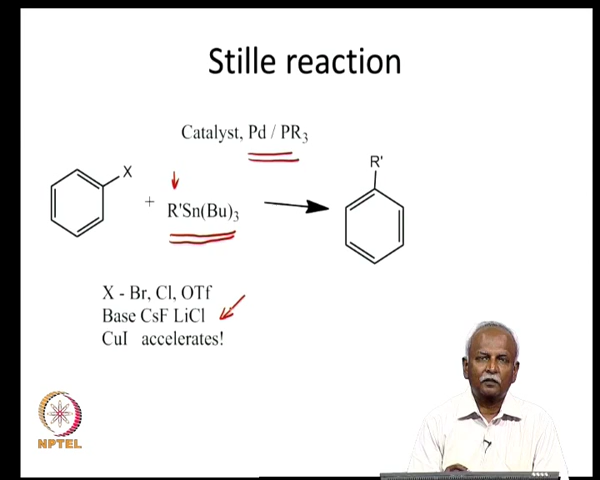 Stille reaction
Catalyst, Pd / PR3
X
+
R'Sn(Bu)3
R'
X - Br, Cl, OTf
Base CsF LiCl
CuI accelerates!
NPTEL